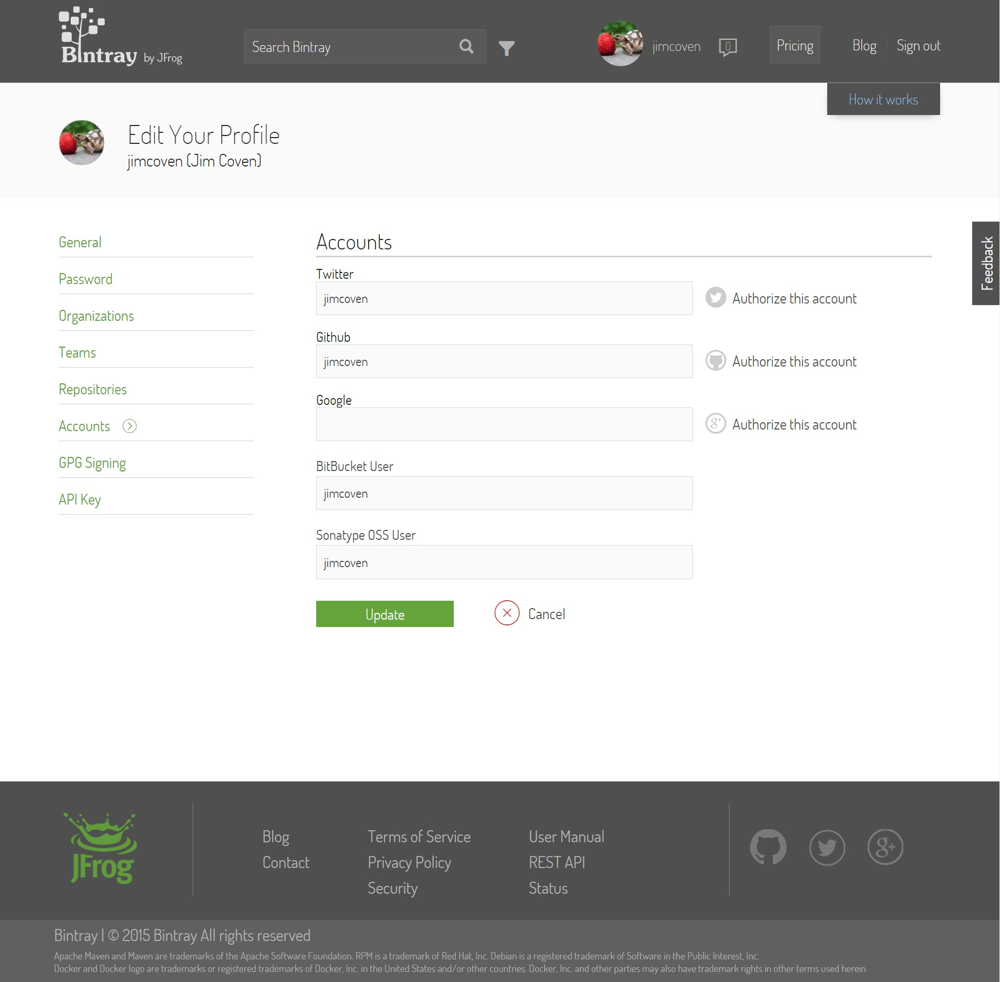 Bintray by JFrog
Search Bintray
jimcoven
0
Pricing
Blog
Sign out
How it works
Edit Your Profile
jimcoven (Jim Coven)
Feedback
General
Password
Organizations
Teams
Repositories
Accounts
GPG Signing
API Key
Accounts
Twitter
jimcoven
Authorize this account
Github
jimcoven
Authorize this account
Google
g+ Authorize this account
BitBucket User
jimcoven
Sonatype OSS User
jimcoven
Update
Cancel
JFrog
Blog
Contact
Terms of Service
Privacy Policy
Security
User Manual
REST API
Status
g+
Bintray | © 2015 Bintray All rights reserved
Apache Maven and Maven are trademarks of the Apache Software Foundation. RPM is a trademark of Red Hat, Inc. Debian is a registered trademark of Software in the Public Interest, Inc.
Docker and Docker logo are trademarks or registered trademarks of Docker, Inc. in the United States and/or other countries. Docker, Inc. and other parties may also have trademark rights in other terms used herein.